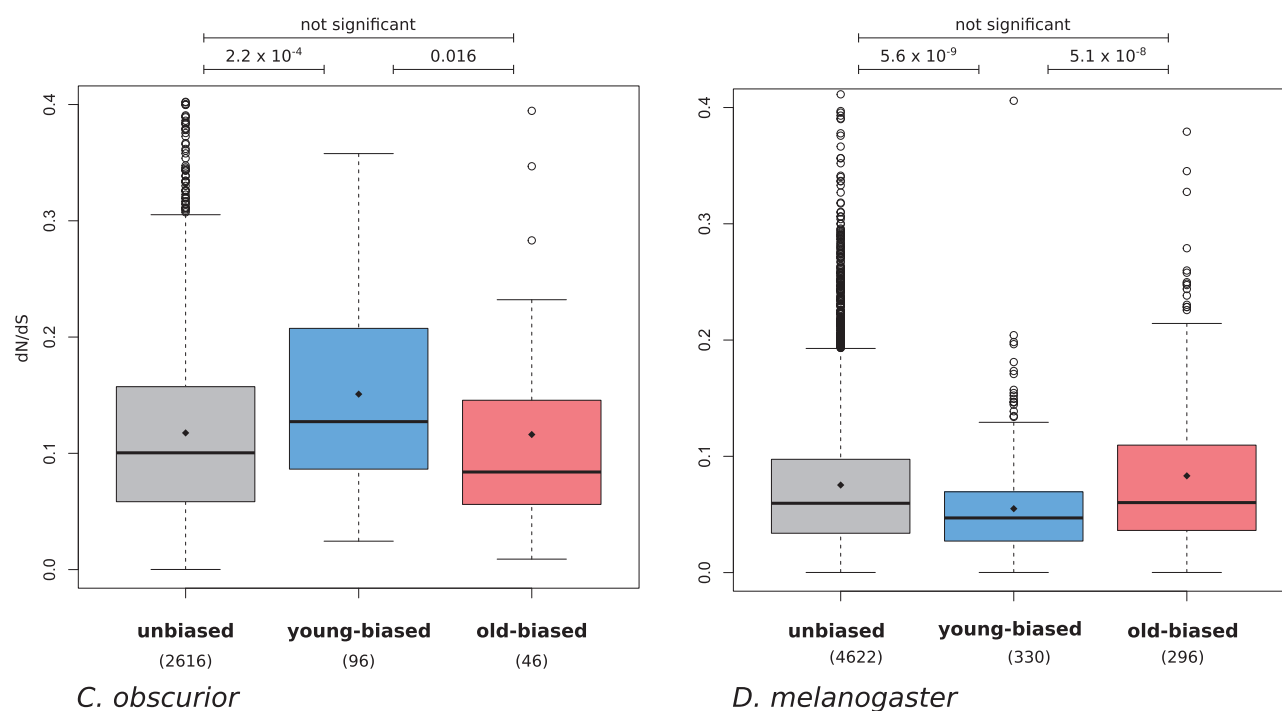 not significant
2.2 x 10-4
0.016
dN/dS
0.4
0.3
0.2
0.1
0.0
unbiased
young-biased
old-biased
(2616)
(96)
(46)
C. obscurior
not significant
5.6 x 10-9
5.1 x 10-8
0.4
0.3
0.2
0.1
0.0
unbiased
young-biased
old-biased
(4622)
(330)
(296)
D. melanogaster